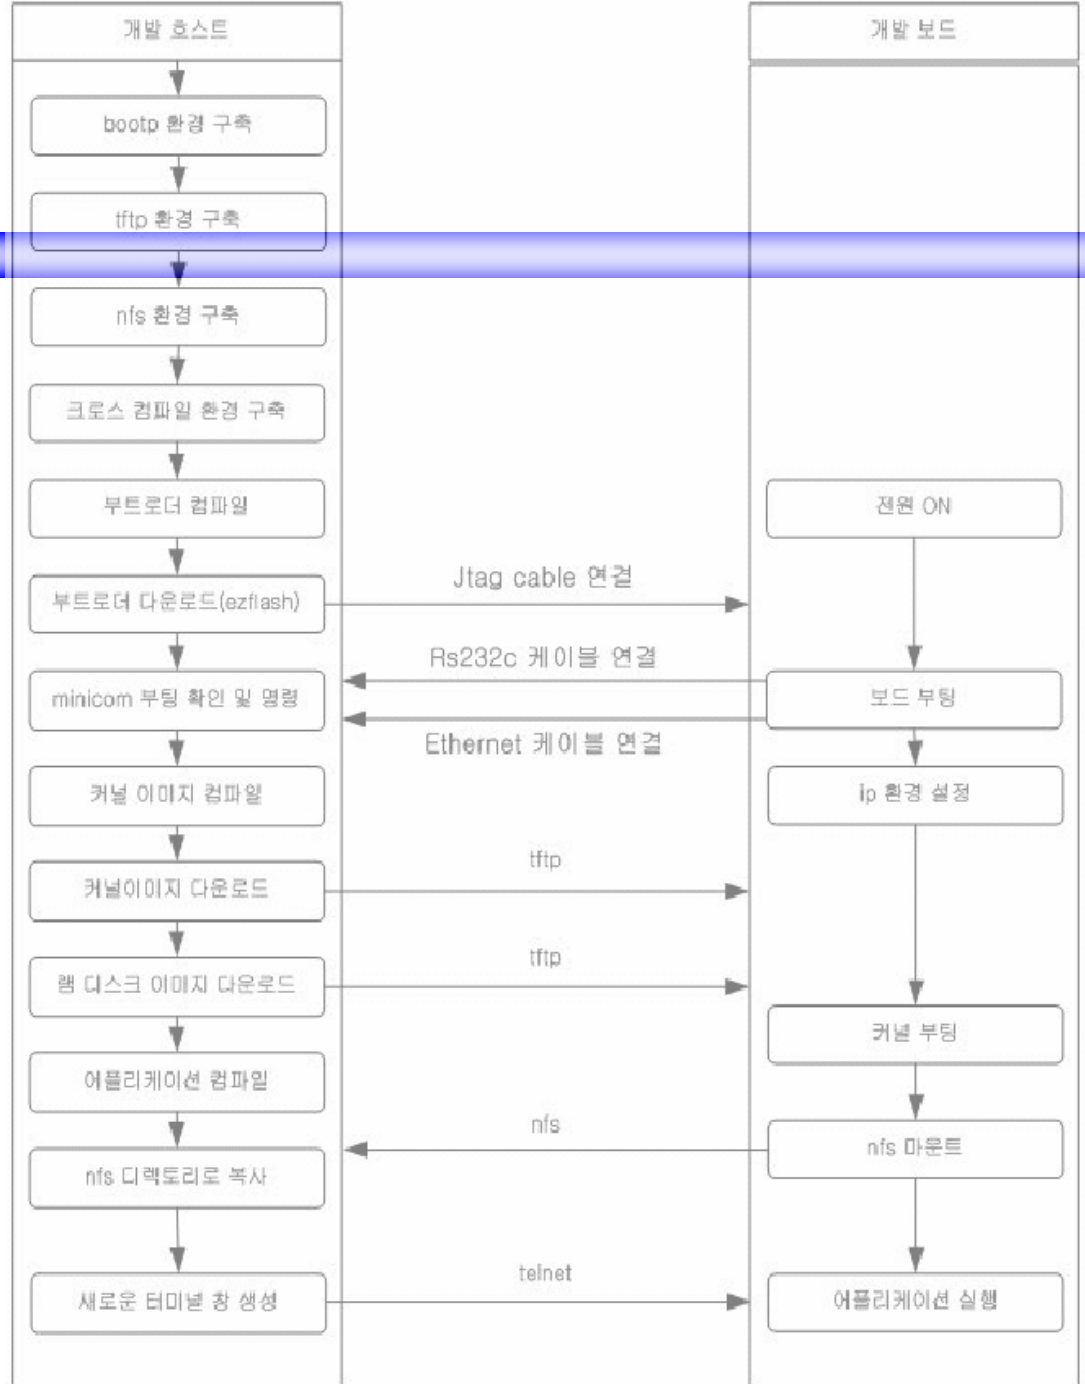 개발 호스트
개발 보드
bootp 환경 구축
tftp 환경 구축
nfs 환경 구축
크로스 컴파일 환경 구축
부트로더 컴파일
전원 ON
Jtag cable 연결
부트로더 다운로드(ezflash)
Rs232c 케이블 연결
minicom 부팅 확인 및 명령
보드 부팅
Ethernet 케이블 연결
커널 이미지 컴파일
ip 환경 설정
tftp
커널이미지 다운로드
tftp
램 디스크 이미지 다운로드
커널 부팅
어플리케이션 컴파일
nfs
nfs 마운트
nfs 디렉토리로 복사
telnet
새로운 터미널 창 생성
어플리케이션 실행